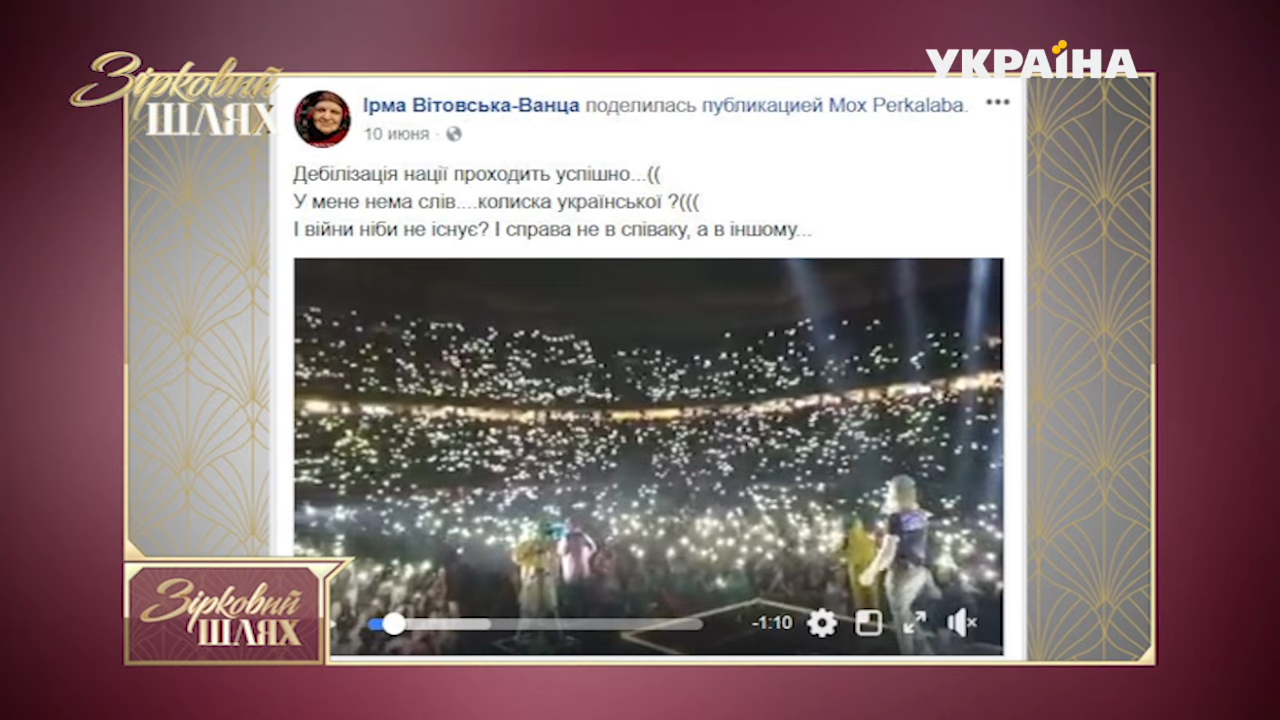 Зірковий
ШЛЯХ
УКРАЇНА
Ірма Вітовська-Ванца поделилась публикацией Мох Perkalaba.
10 июня ·
Дебілізація нації проходить успішно...((
У мене нема слів....колиска української ?(((
І війни ніби не існує? І справа не в співаку, а в іншому...
-1:10
Зірковий
ШЛЯХ